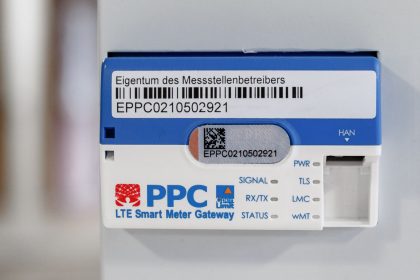 Eigentum des Messstellenbetreibers
EPPC0210502921
HAN
EPPC0210502921
PWR
SIGNAL
TLS
PPC
RX/TX
LMC
LTE Smart Meter Gateway
STATUS
wMT